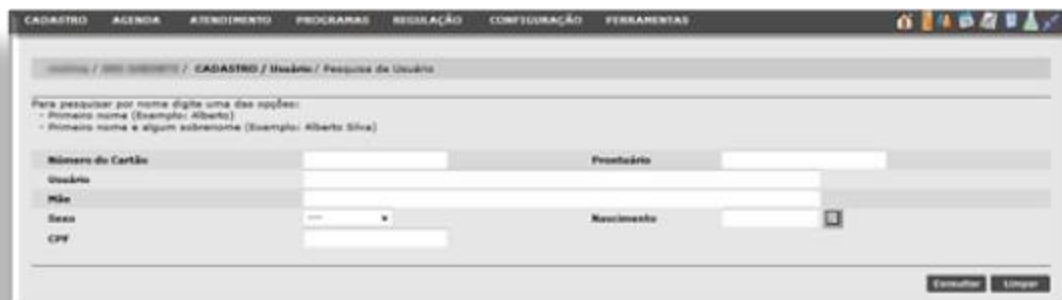 CADASTRO AGENDA ATENDIMENTO PROGRAMAS REGULAÇÃO CONFIGURAÇÃO FERRAMENTAS
/ / CADASTRO / Usuário / Pesquisa de Usuário
Para pesquisar por nome digite uma das opções:
- Primeiro nome (Exemplo: Alberto)
- Primeiro nome e algum sobrenome (Exemplo: Alberto Silva)
Número do Cartão Prontuário
Usuário
Mãe
Sexo --- Nascimento
CPF
Consultar Limpar